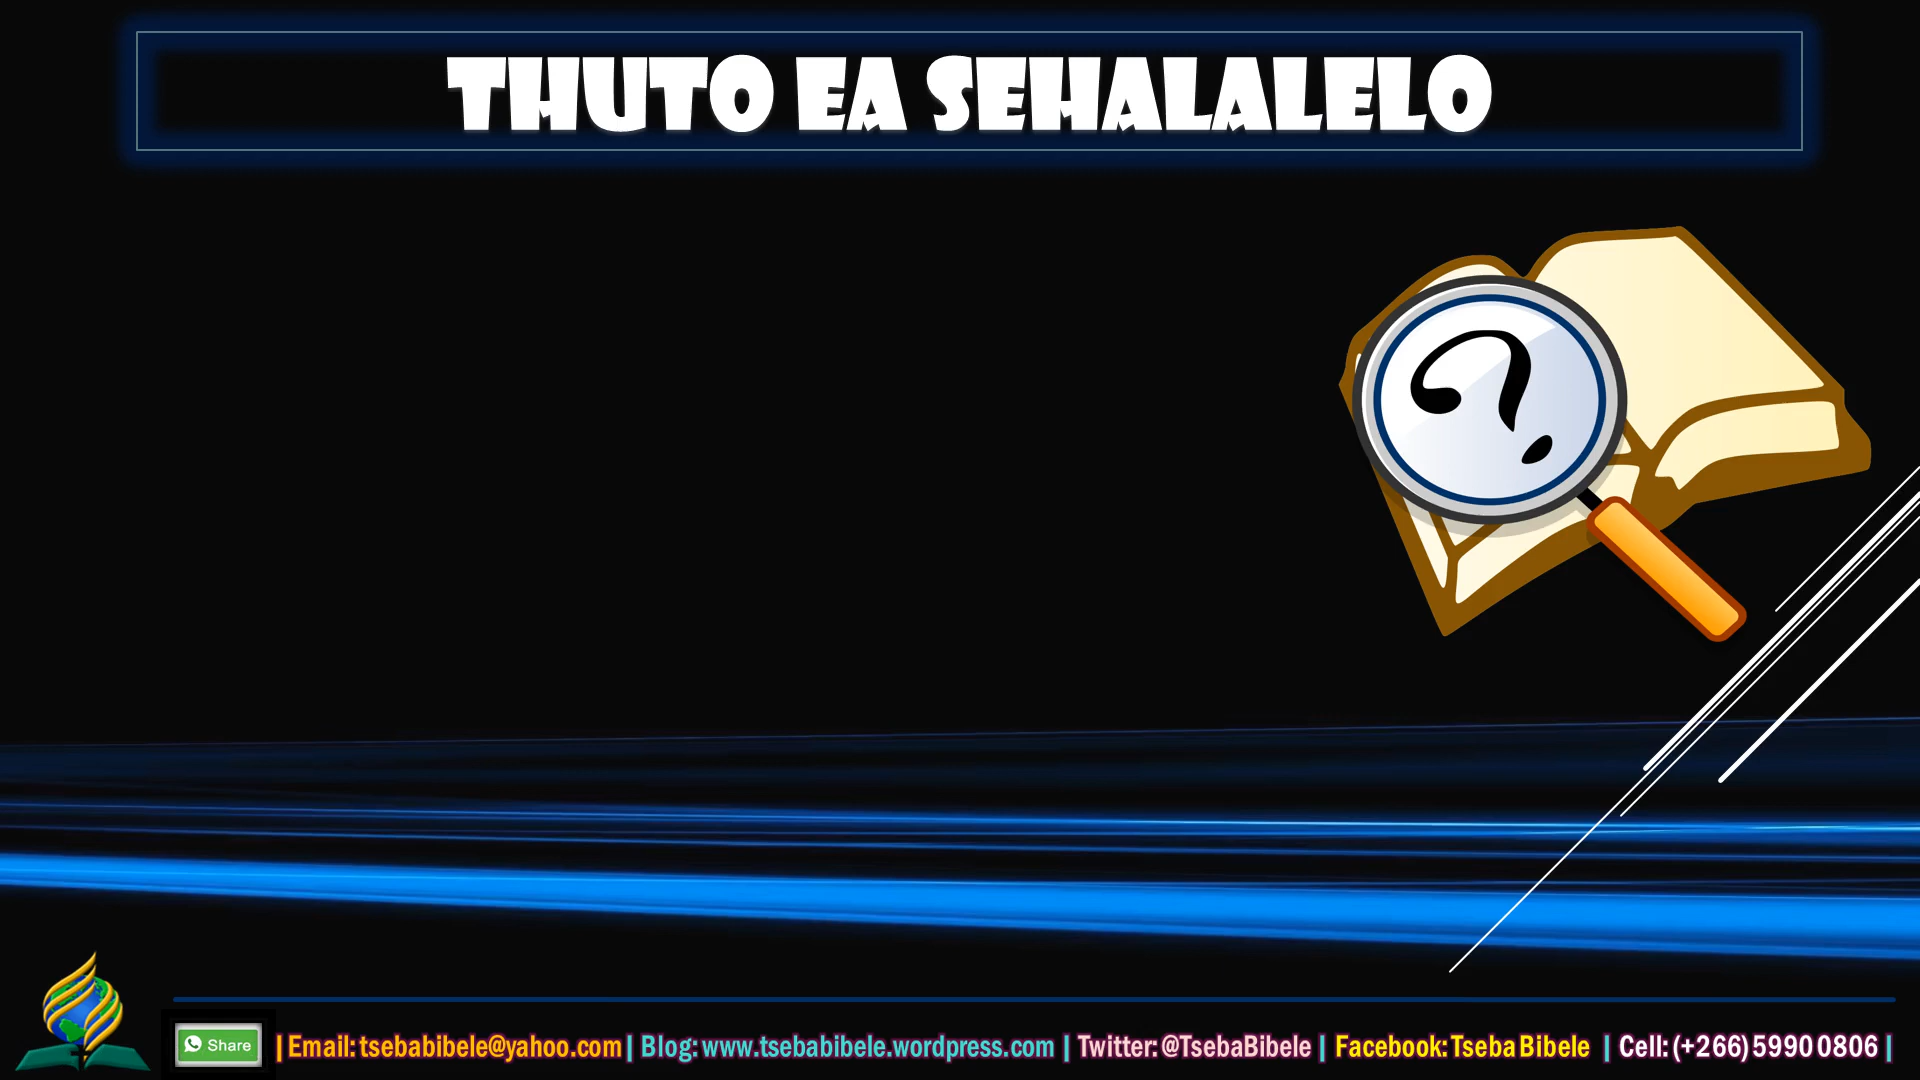 THUTO EA SEHALALELO
?
Share | Email: tsebabibele@yahoo.com | Blog: www.tsebabibele.wordpress.com | Twitter: @TsebaBibele | Facebook: Tseba Bibele | Cell: (+266) 5990 0806 |